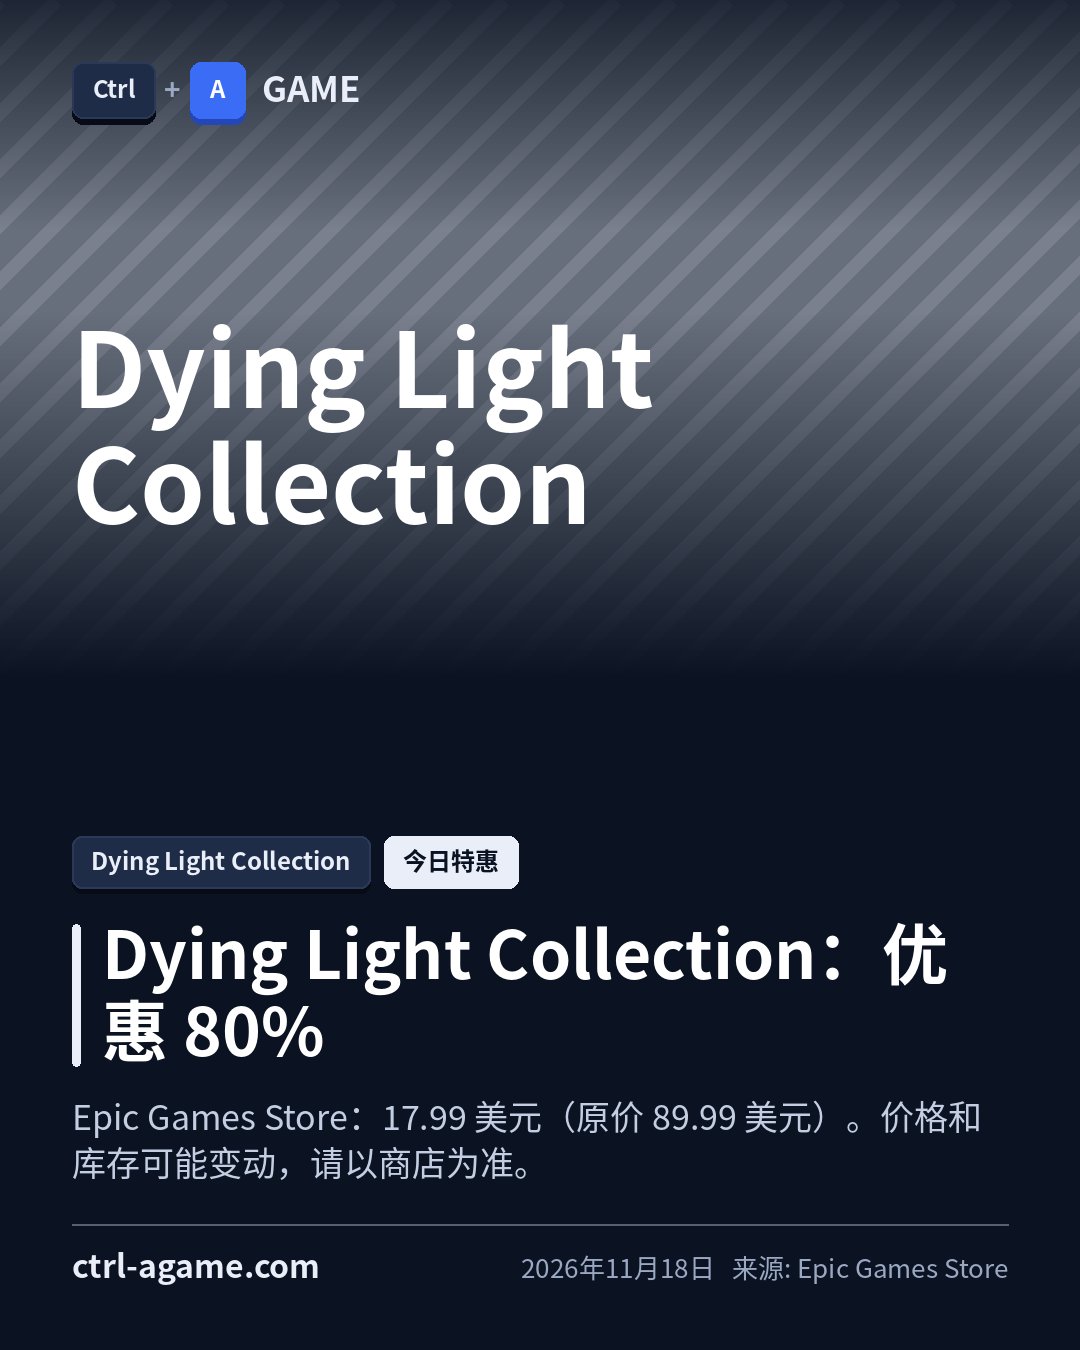 Ctrl + A GAME
Dying Light
Collection
Dying Light Collection 今日特惠
Dying Light Collection：优
惠 80%
Epic Games Store：17.99 美元（原价 89.99 美元）。价格和
库存可能变动，请以商店为准。
ctrl-agame.com 2026年11月18日 来源: Epic Games Store